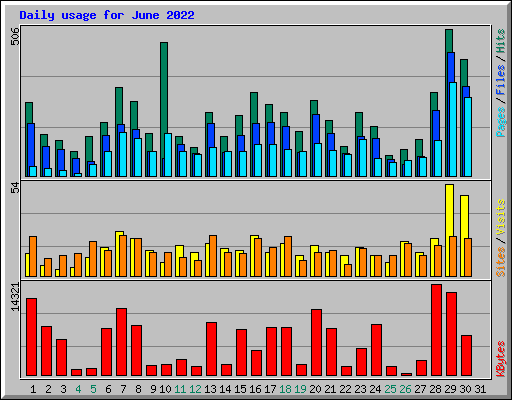 Daily usage for June 2022
506
Pages / Files / Hits
54
Sites / Visits
14321
KBytes
1 2 3 4 5 6 7 8 9 10 11 12 13 14 15 16 17 18 19 20 21 22 23 24 25 26 27 28 29 30 31